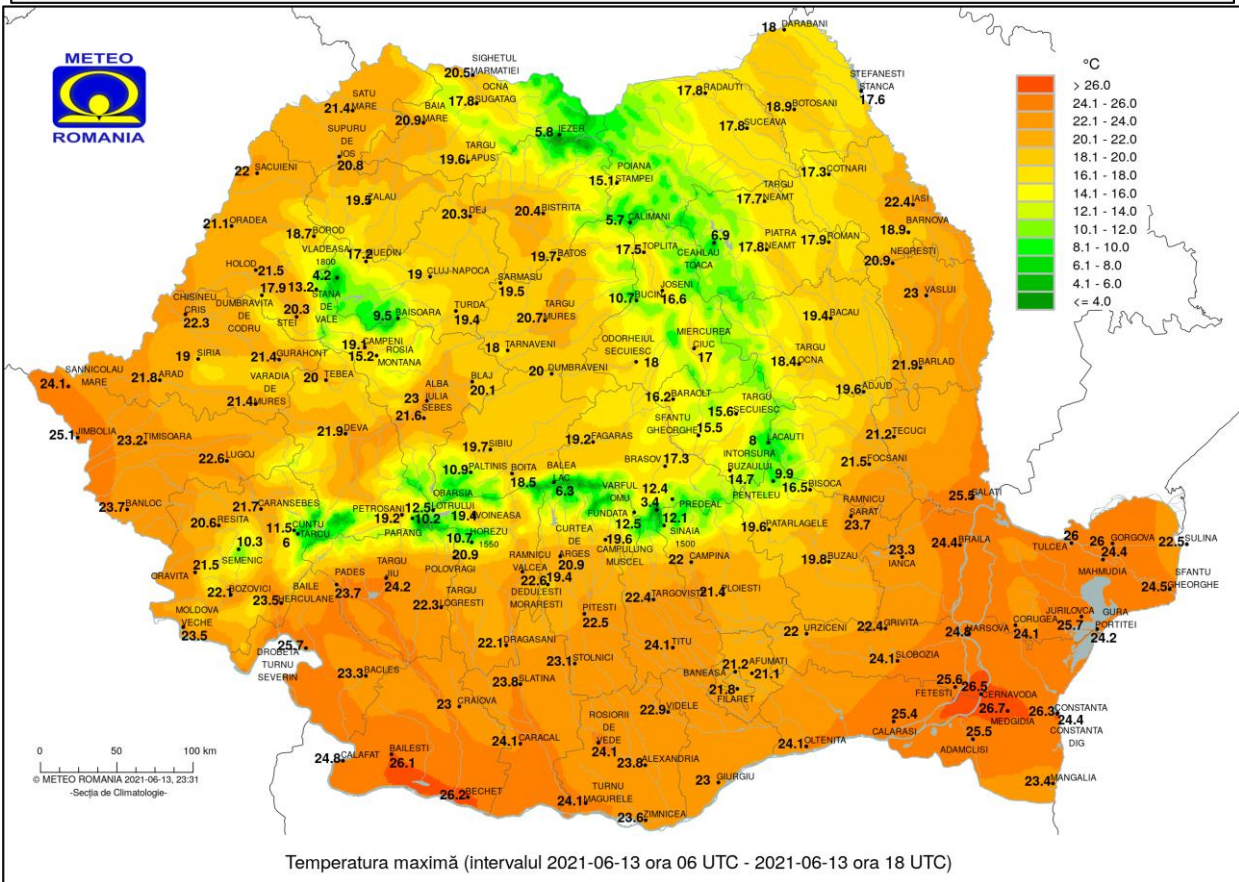 METEO
ROMANIA
°C
> 26.0
24.1 - 26.0
22.1 - 24.0
20.1 - 22.0
18.1 - 20.0
16.1 - 18.0
14.1 - 16.0
12.1 - 14.0
10.1 - 12.0
8.1 - 10.0
6.1 - 8.0
4.1 - 6.0
<= 4.0
18 DARABANI
20.5 SIGHETUL
MARMATIEI
17.8 OCNA
SUGATAG
21.4 SATU
MARE
20.9 BAIA
MARE
5.8 IEZER
17.8 RADAUTI
18.9 BOTOSANI
STEFANESTI
STANCA
17.6
17.8 SUCEAVA
SUPURU
DE
JOS
20.8
19.6 TARGU
LAPUS
22 SACUIENI
15.1 POIANA
STAMPEI
17.3 COTNARI
19.5 ZALAU
20.3 DEJ
20.4 BISTRITA
5.7 CALIMANI
17.7 TARGU
NEAMT
22.4 IASI
21.1 ORADEA
18.7 BOROD
18.9 BARNOVA
VLADEASA
1800
4.2
17.2 HUEDIN
19.7 BATOS
17.5 TOPLITA
6.9
CEAHLAU
TOACA
17.8 PIATRA
NEAMT
17.9 ROMAN
20.9 NEGRESTI
HOLOD 21.5
19 CLUJ-NAPOCA
SARMASU
19.5
JOSENI
16.6
10.7 BUCIN
23 VASLUI
17.9
DUMBRAVITA
DE
CODRU
13.2
STANA
DE
VALE
CHISINEU
CRIS
22.3
20.3
STEI
9.5 BAISOARA
TURDA
19.4
20.7 TARGU
MURES
19.4 BACAU
19 SIRIA
21.4 GURAHONT
19.1 CAMPENI
15.2 ROSIA
MONTANA
18 TARNAVENI
ODORHEIUL
SECUIESC
18
MIERCUREA
CIUC
17
18.4 TARGU
OCNA
21.9 BARLAD
24.1 SANNICOLAU
MARE
21.8 ARAD
20 TEBEA
BLAJ
20.1
20 DUMBRAVENI
21.4 VARADIA
DE
MURES
23 ALBA
IULIA
21.6 SEBES
16.2 BARAOLT
15.6 TARGU
SECUIESC
19.6 ADJUD
25.1 JIMBOLIA
23.2 TIMISOARA
21.9 DEVA
SFANTU
GHEORGHE 15.5
8 LACAUTI
21.2 TECUCI
22.6 LUGOJ
19.7 SIBIU
19.2 FAGARAS
BRASOV 17.3
INTORSURA
BUZAULUI
14.7
9.9
PENTELEU
16.5 BISOCA
21.5 FOCSANI
10.9 PALTINIS
BOITA
18.5
BALEA
LAC
6.3
VARFUL
OMU
3.4
12.4
PREDEAL
25.5 GALATI
23.7 BANLOC
21.7 CARANSEBES
12.5 OBARSIA
LOTRULUI
19.2 PETROSANI
10.2
PARANG
19.4 VOINEASA
FUNDATA
12.5
12.1
SINAIA
1500
RAMNICU
SARAT
23.7
20.6 RESITA
11.5 CUNTU
6 TARCU
10.7 HOREZU
1550
20.9
POLOVRAGI
CURTEA
DE
ARGES
20.9
19.6
CAMPULUNG
MUSCEL
19.6 PATARLAGELE
10.3
SEMENIC
RAMNICU
VALCEA
22.6
19.4
DEDULESTI
MORARESTI
22 CAMPINA
19.8 BUZAU
23.3
IANCA
24.4 BRAILA
26
TULCEA
26 GORGOVA
24.4
MAHMUDIA
22.5 SULINA
21.5
ORAVITA
22.1 BOZOVICI
BAILE
23.5 HERCULANE
PADES
23.7
TARGU
JIU
24.2
22.3 TARGU
LOGRESTI
22.4 TARGOVISTE
21.4 PLOIESTI
24.5 SFANTU
GHEORGHE
MOLDOVA
VECHE
23.5
PITESTI
22.5
JURILOVCA
25.7
GURA
PORTITEI
24.2
25.7
DROBETA
TURNU
SEVERIN
22.1 DRAGASANI
24.1 TITU
22 URZICENI
22.4 GRIVITA
24.8 HARSOVA
CORUGEA
24.1
23.3 BACLES
23.1 STOLNICI
21.2
BANEASA
AFUMATI
21.1
24.1 SLOBOZIA
23.8 SLATINA
21.8
FILARET
25.6
FETESTI
26.5
CERNAVODA
23 CRAIOVA
22.9 VIDELE
25.4
CALARASI
26.7
MEDGIDIA
26.3 CONSTANTA
24.4
CONSTANTA
DIG
24.1 CARACAL
ROSIORII
DE
VEDE
24.1
24.1 OLTENITA
25.5
ADAMCLISI
24.8 CALAFAT
BAILESTI
26.1
23.8 ALEXANDRIA
23 GIURGIU
23.4 MANGALIA
26.2 BECHET
24.1 TURNU
MAGURELE
23.6 ZIMNICEA
0 50 100 km
© METEO ROMANIA 2021-06-13, 23:31
-Secția de Climatologie-
Temperatura maximă (intervalul 2021-06-13 ora 06 UTC - 2021-06-13 ora 18 UTC)